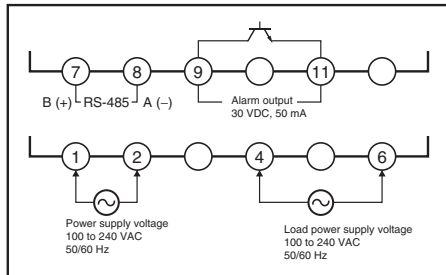 7 8 9 11
B (+) RS-485 A (−)
Alarm output
30 VDC, 50 mA
1 2 4 6
Power supply voltage
100 to 240 VAC
50/60 Hz
Load power supply voltage
100 to 240 VAC
50/60 Hz